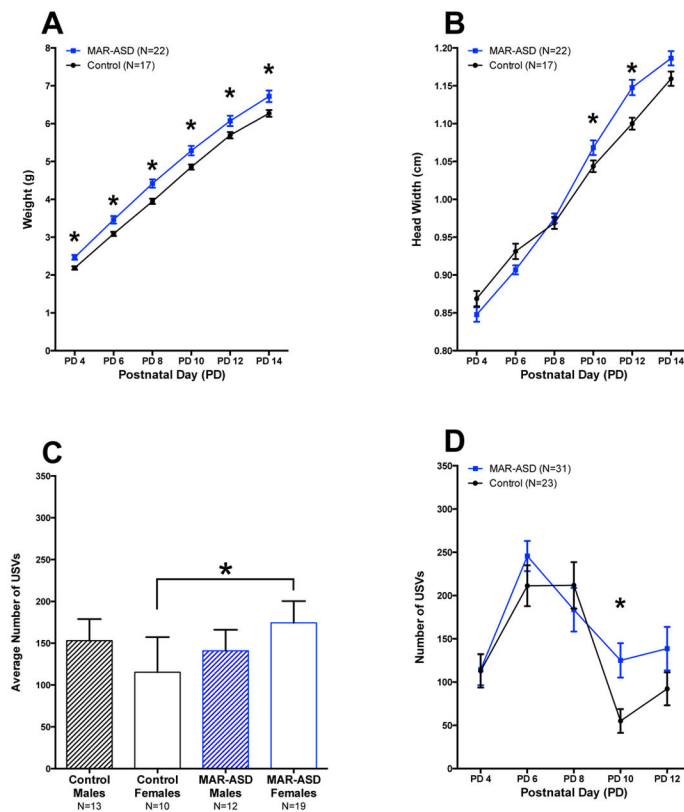 A
MAR-ASD (N=22)
Control (N=17)
Weight (g)
8
7
6
5
4
3
2
1
0
*
*
*
*
*
*
PD 4 PD 6 PD 8 PD 10 PD 12 PD 14
Postnatal Day (PD)
B
MAR-ASD (N=22)
Control (N=17)
Head Width (cm)
1.20
1.15
1.10
1.05
1.00
0.95
0.90
0.85
0.80
*
*
PD 4 PD 6 PD 8 PD 10 PD 12 PD 14
Postnatal Day (PD)
C
Average Number of USVs
350
300
250
200
150
100
50
0
*
Control Males N=13
Control Females N=10
MAR-ASD Males N=12
MAR-ASD Females N=19
D
MAR-ASD (N=31)
Control (N=23)
Number of USVs
350
300
250
200
150
100
50
0
*
PD 4 PD 6 PD 8 PD 10 PD 12
Postnatal Day (PD)